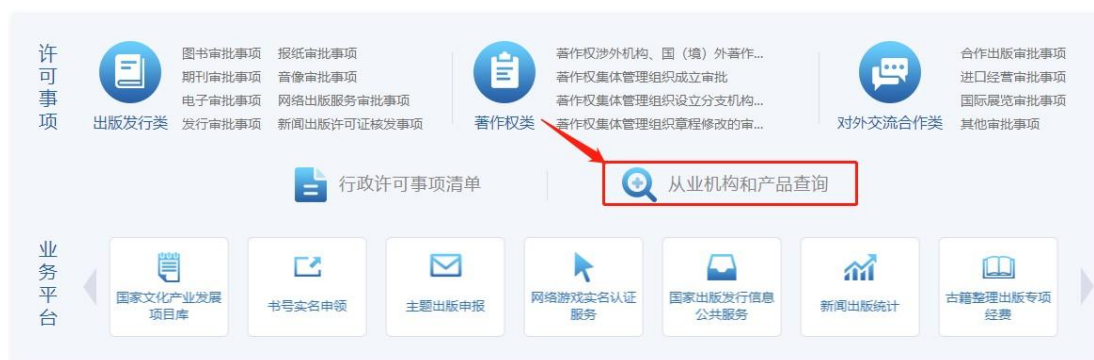 许可事项
出版发行类
图书审批事项 报纸审批事项
期刊审批事项 音像审批事项
电子审批事项 网络出版服务审批事项
发行审批事项 新闻出版许可证核发事项
著作权类
著作权涉外机构、国（境）外著作...
著作权集体管理组织成立审批
著作权集体管理组织设立分支机构...
著作权集体管理组织章程修改的审...
对外交流合作类
合作出版审批事项
进口经营审批事项
国际展览审批事项
其他审批事项
行政许可事项清单
从业机构和产品查询
业务平台
国家文化产业发展
项目库
书号实名申领
主题出版申报
网络游戏实名认证
服务
国家出版发行信息
公共服务
新闻出版统计
古籍整理出版专项
经费